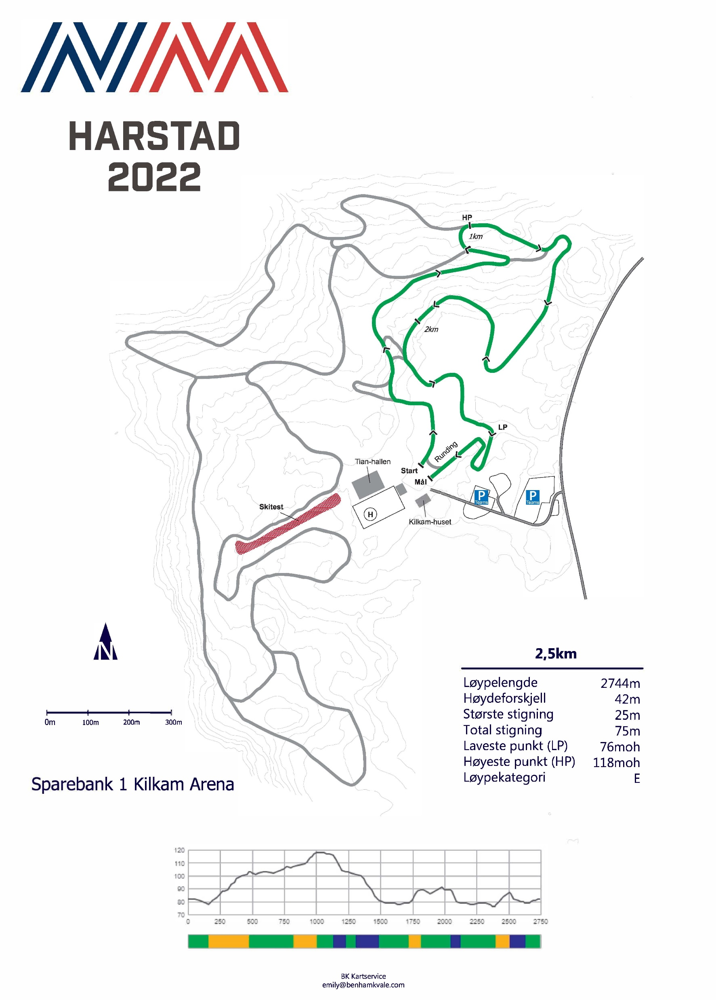 NM
HARSTAD
2022
HP
1km
2km
LP
Runding
Tian-hallen
Start
Mål
P
Teams
P
Teams
Skitest
H
Kilkam-huset
N
2,5km
Løypelengde 2744m
Høydeforskjell 42m
Største stigning 25m
Total stigning 75m
Laveste punkt (LP) 76moh
Høyeste punkt (HP) 118moh
Løypekategori E
0m 100m 200m 300m
Sparebank 1 Kilkam Arena
120
110
100
90
80
70
0 250 500 750 1000 1250 1500 1750 2000 2250 2500 2750
BK Kartservice
emily@benhamkvale.com